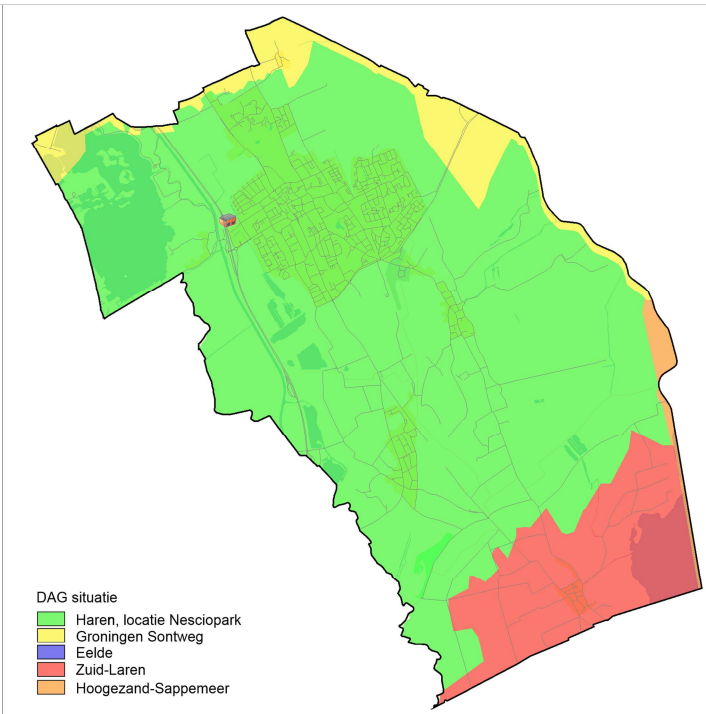 DAG situatie
Haren, locatie Nesciopark
Groningen Sontweg
Eelde
Zuid-Laren
Hoogezand-Sappemeer